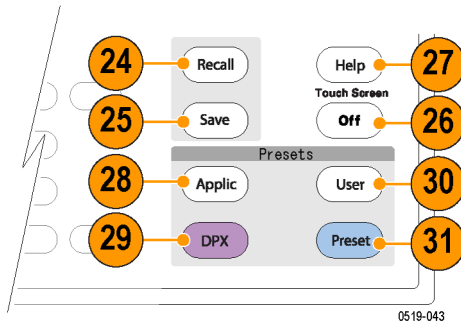 24 Recall Help 27
Touch Screen
25 Save Off 26
Presets
28 Applic User 30
29 DPX Preset 31
0519-043